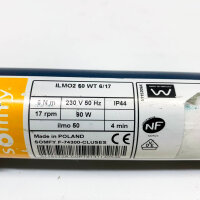 somfy
ILMO2 50 WT 6/17
6 N.m 230 V 50 Hz IP44
17 rpm 90 W
ilmo 50 4 min
Made in POLAND
SOMFY F-74300-CLUSES
NF